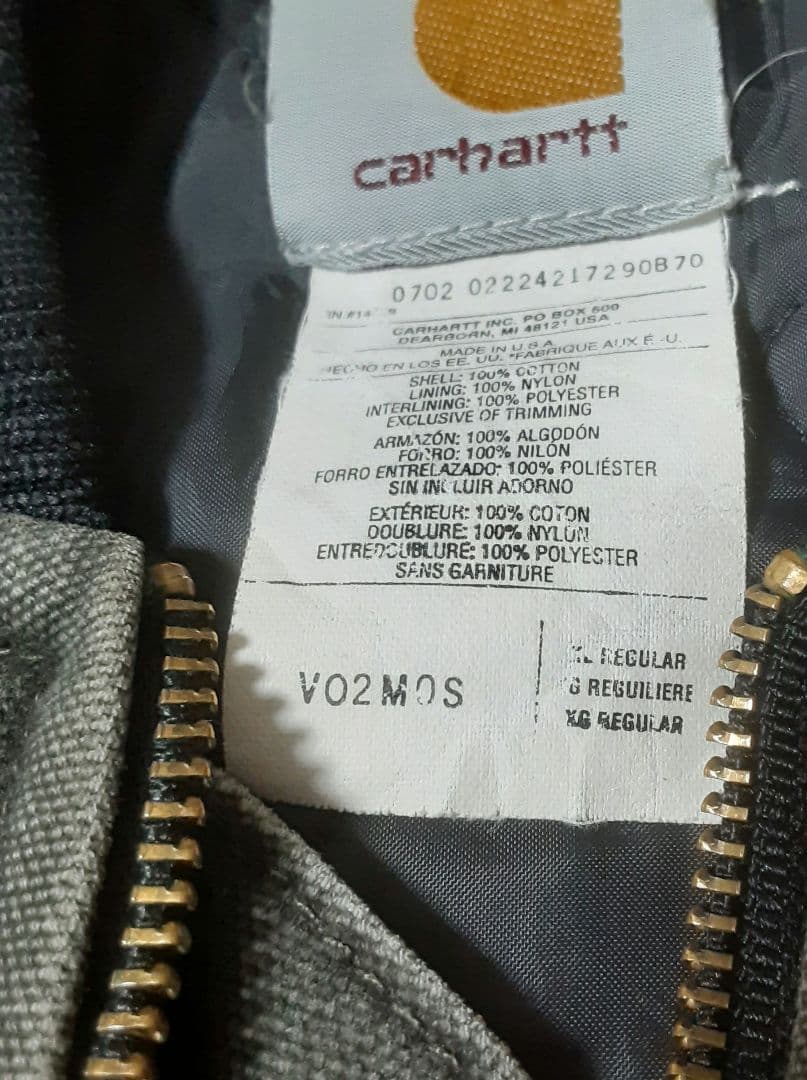 carhartt
0702 02224217290B70
CARHARTT INC. PO BOX 500
DEARBORN, MI 48121 USA
MADE IN U.S.A.
HECHO EN LOS EE. UU. *FABRIQUE AUX É.-U.
SHELL: 100% COTTON
LINING: 100% NYLON
INTERLINING: 100% POLYESTER
EXCLUSIVE OF TRIMMING
ARMAZÓN: 100% ALGODÓN
FORRO: 100% NILÓN
FORRO ENTRELAZADO: 100% POLIÉSTER
SIN INCLUIR ADORNO
EXTÉRIEUR: 100% COTON
DOUBLURE: 100% NYLON
ENTREDOUBLURE: 100% POLYESTER
SANS GARNITURE
V02MOS
XL REGULAR
G REGUILIERE
XG REGULAR